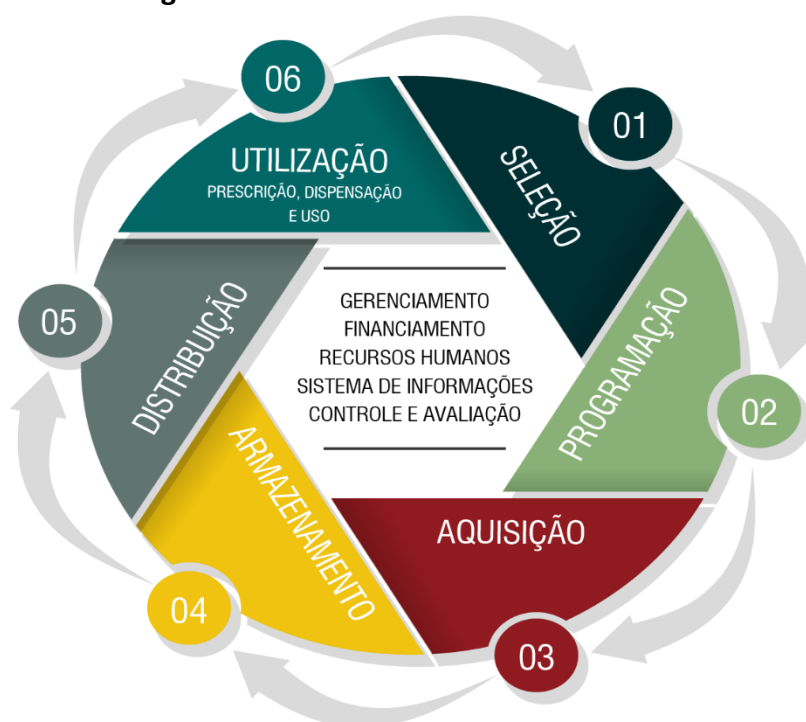 01
SELEÇÃO
02
PROGRAMAÇÃO
03
AQUISIÇÃO
04
ARMAZENAMENTO
05
DISTRIBUIÇÃO
06
UTILIZAÇÃO
PRESCRIÇÃO, DISPENSAÇÃO
E USO
GERENCIAMENTO
FINANCIAMENTO
RECURSOS HUMANOS
SISTEMA DE INFORMAÇÕES
CONTROLE E AVALIAÇÃO